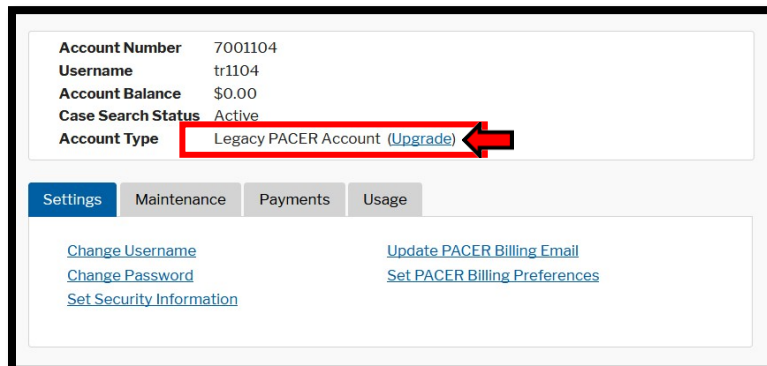 Account Number 7001104
Username tr1104
Account Balance $0.00
Case Search Status Active
Account Type Legacy PACER Account (Upgrade)
Settings Maintenance Payments Usage
Change Username Update PACER Billing Email
Change Password Set PACER Billing Preferences
Set Security Information